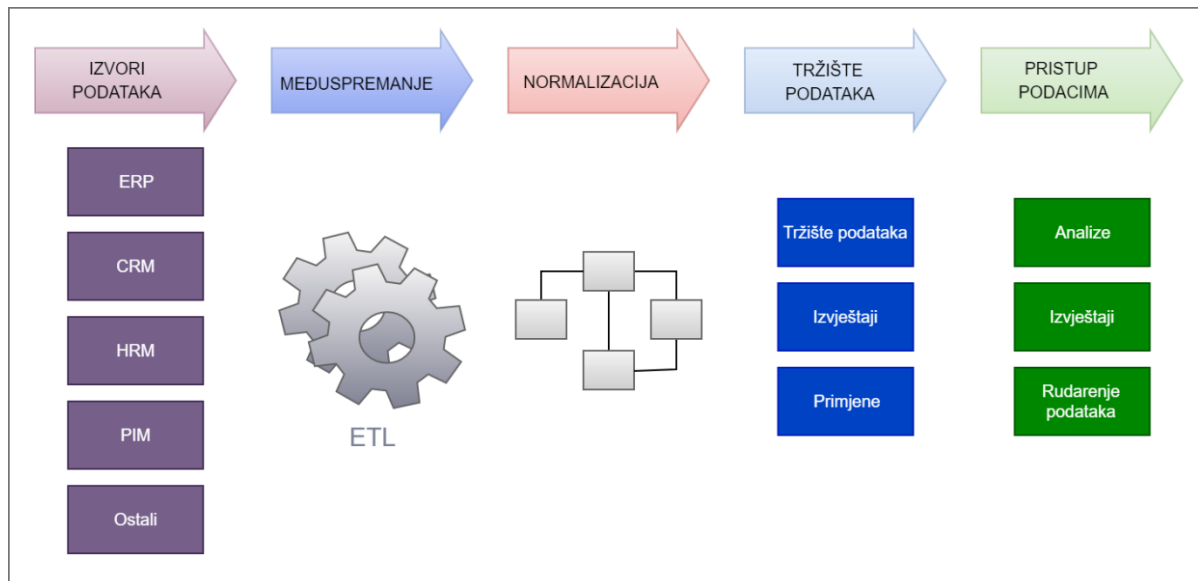 IZVORI
PODATAKA
MEĐUSPREMANJE
NORMALIZACIJA
TRŽIŠTE
PODATAKA
PRISTUP
PODACIMA
ERP
CRM
HRM
PIM
Ostali
ETL
Tržište podataka
Izvještaji
Primjene
Analize
Izvještaji
Rudarenje
podataka